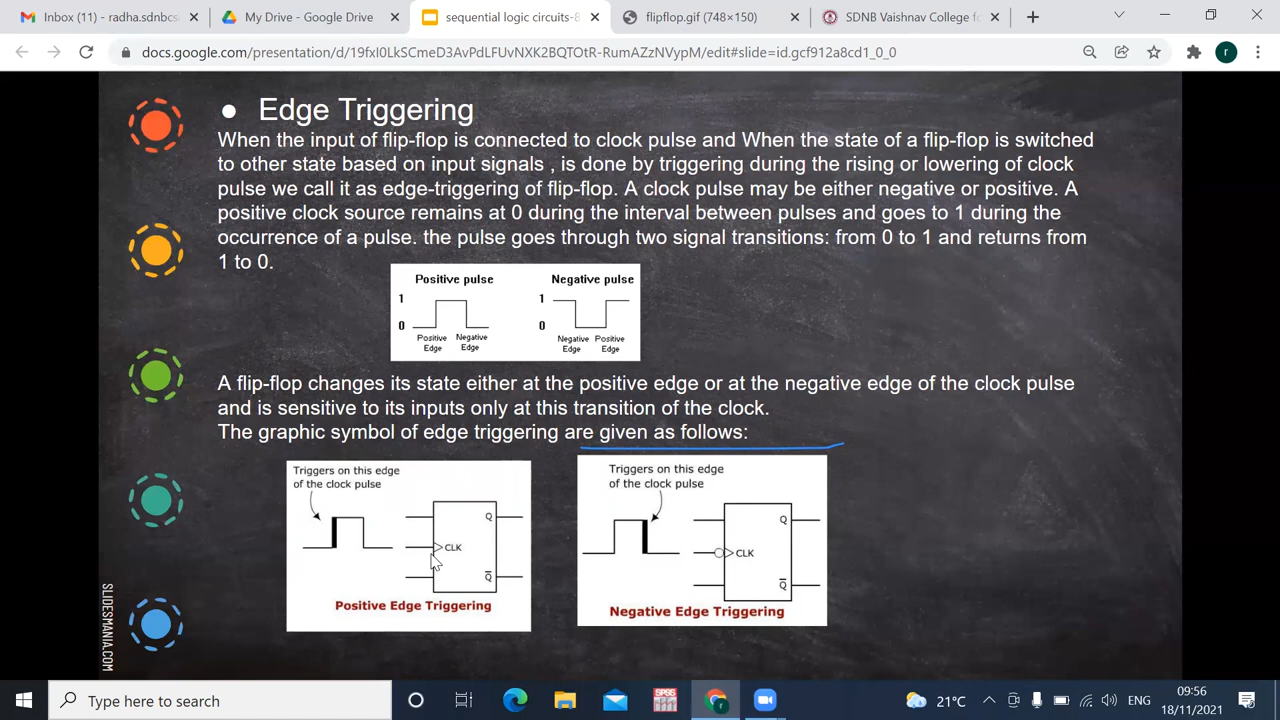 Inbox (11) - radha.sdnbcs
My Drive - Google Drive
sequential logic circuits-8
flipflop.gif (748×150)
SDNB Vaishnav College f
docs.google.com/presentation/d/19fxI0LkSCmeD3AvPdLFUvNXK2BQTOtR-RumAZzNVypM/edit#slide=id.gcf912a8cd1_0_0
r
● Edge Triggering
When the input of flip-flop is connected to clock pulse and When the state of a flip-flop is switched
to other state based on input signals , is done by triggering during the rising or lowering of clock
pulse we call it as edge-triggering of flip-flop. A clock pulse may be either negative or positive. A
positive clock source remains at 0 during the interval between pulses and goes to 1 during the
occurrence of a pulse. the pulse goes through two signal transitions: from 0 to 1 and returns from
1 to 0.
Positive pulse
1
0
Positive Edge
Negative Edge
Negative pulse
1
0
Negative Edge
Positive Edge
A flip-flop changes its state either at the positive edge or at the negative edge of the clock pulse
and is sensitive to its inputs only at this transition of the clock.
The graphic symbol of edge triggering are given as follows:
Triggers on this edge
of the clock pulse
Q
CLK
Q̅
Positive Edge Triggering
Triggers on this edge
of the clock pulse
Q
CLK
Q̅
Negative Edge Triggering
SLIDESMANIA.COM
Type here to search
SPSS
r
21°C
ENG
09:56
18/11/2021